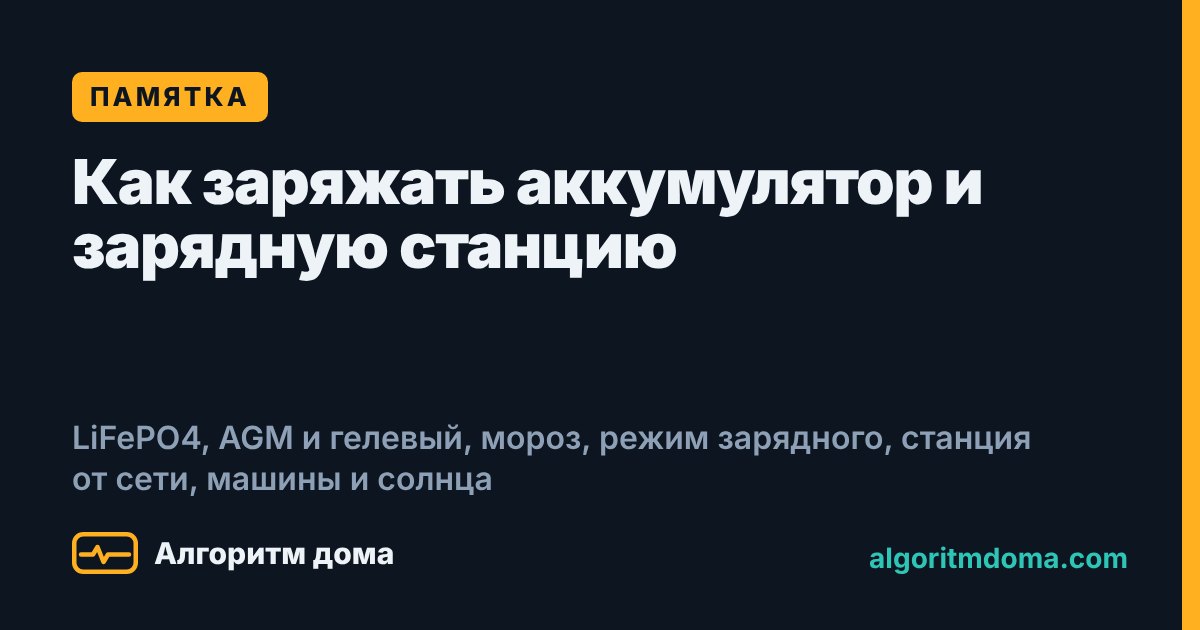 ПАМЯТКА
Как заряжать аккумулятор и
зарядную станцию
LiFePO4, AGM и гелевый, мороз, режим зарядного, станция
от сети, машины и солнца
Алгоритм дома
algoritmdoma.com